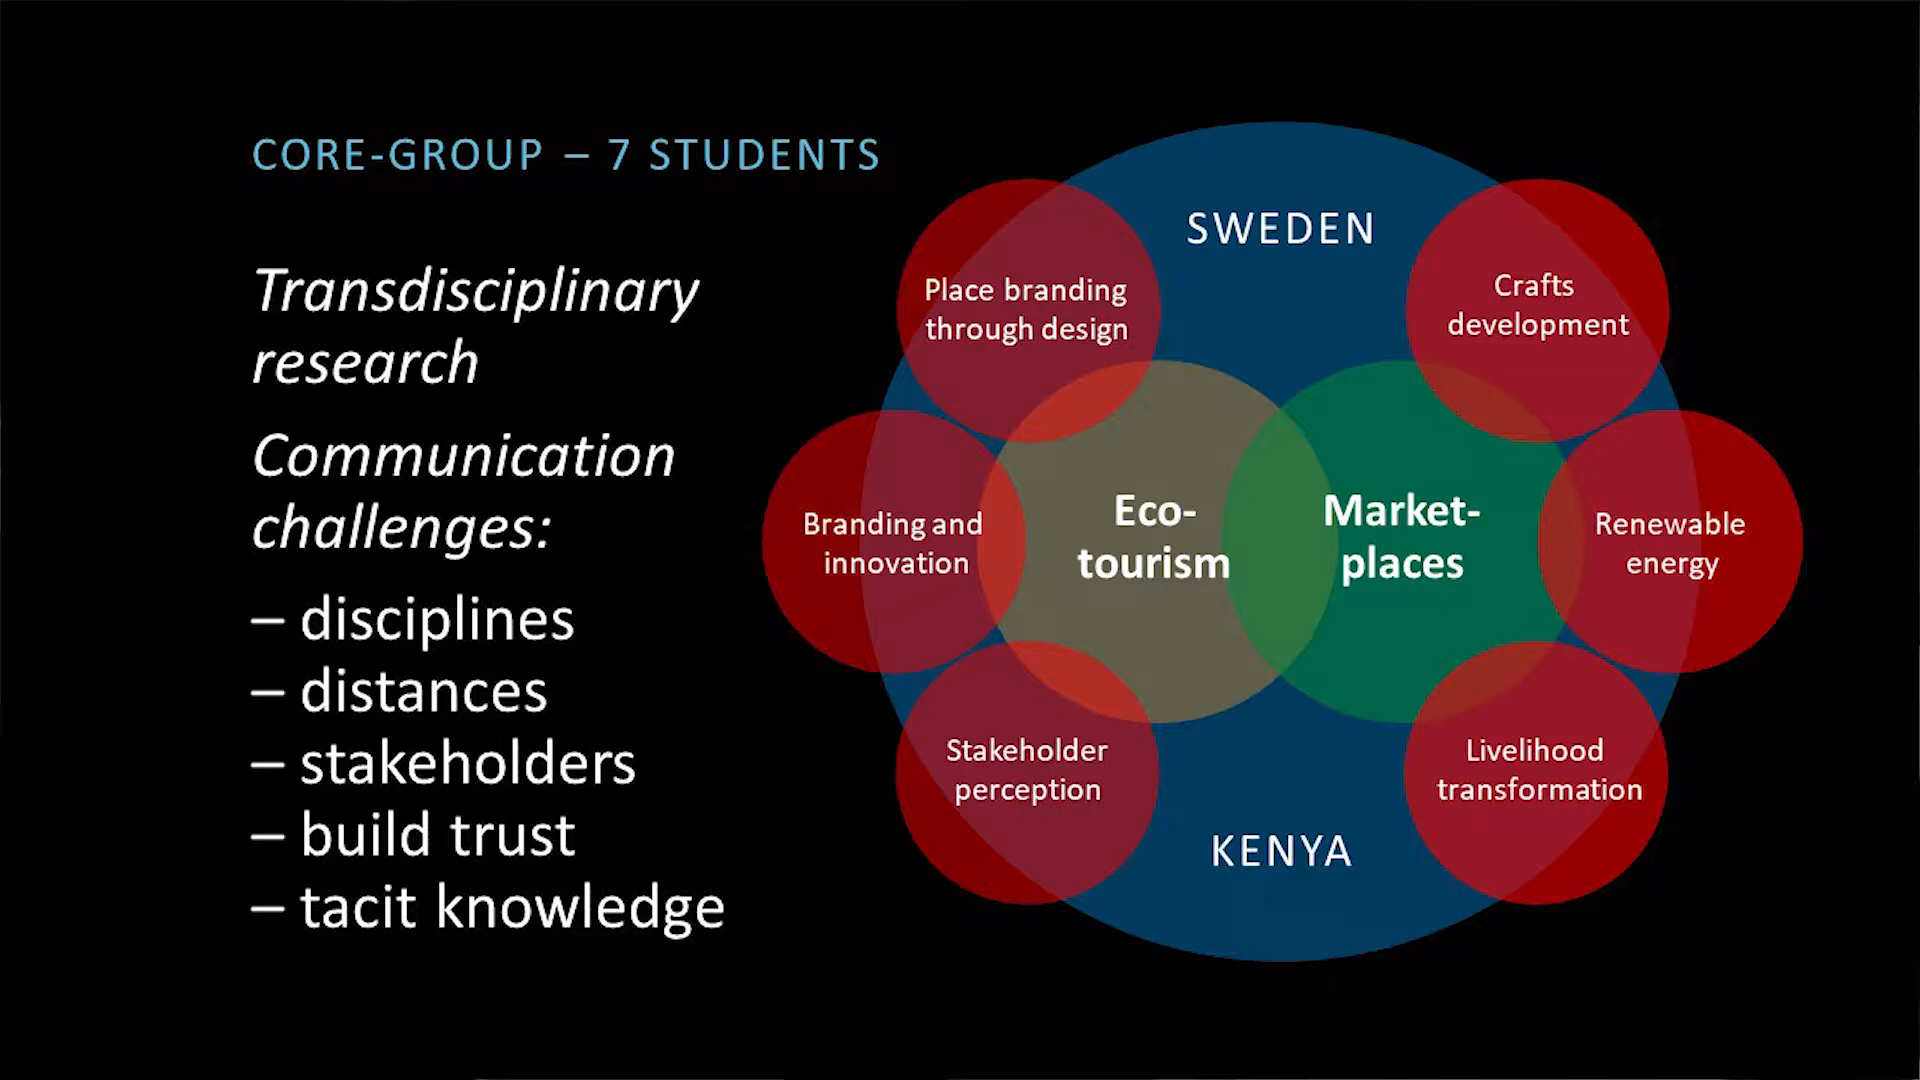 CORE-GROUP – 7 STUDENTS
Transdisciplinary
research
Communication
challenges:
– disciplines
– distances
– stakeholders
– build trust
– tacit knowledge
SWEDEN
Place branding
through design
Crafts
development
Branding and
innovation
Eco-
tourism
Market-
places
Renewable
energy
Stakeholder
perception
Livelihood
transformation
KENYA